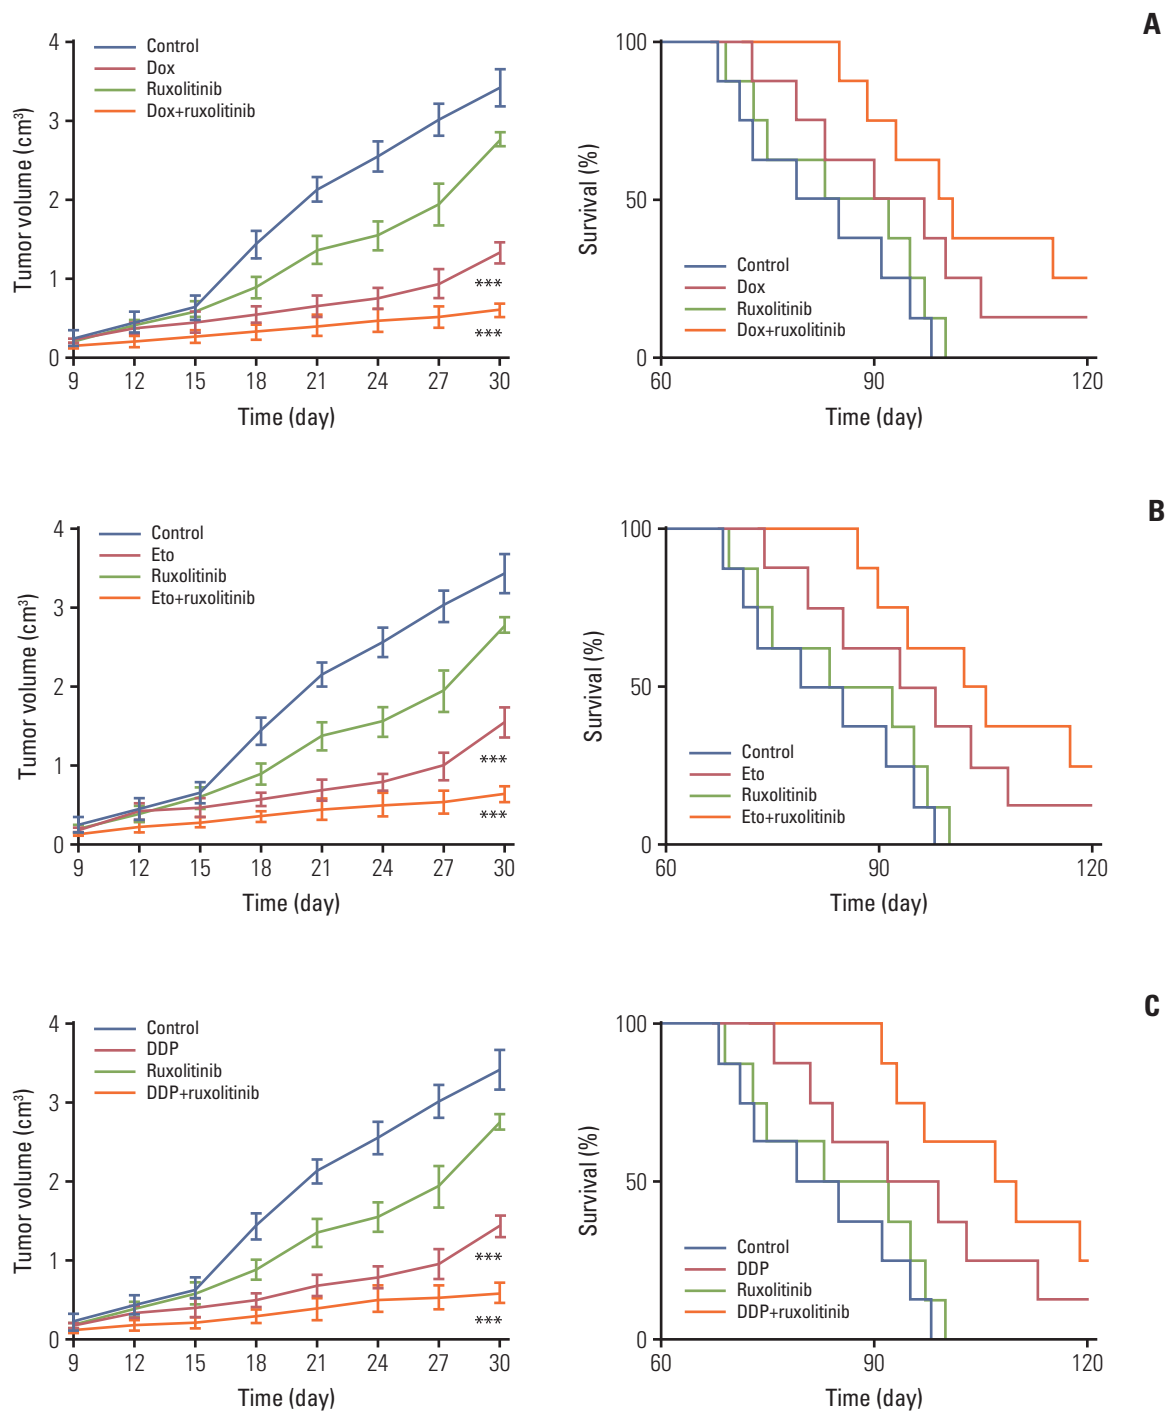 A
4
3
2
1
0
Tumor volume (cm³)
Control
Dox
Ruxolitinib
Dox+ruxolitinib
***
***
9 12 15 18 21 24 27 30
Time (day)
100
50
0
Survival (%)
Control
Dox
Ruxolitinib
Dox+ruxolitinib
60 90 120
Time (day)
B
4
3
2
1
0
Tumor volume (cm³)
Control
Eto
Ruxolitinib
Eto+ruxolitinib
***
***
9 12 15 18 21 24 27 30
Time (day)
100
50
0
Survival (%)
Control
Eto
Ruxolitinib
Eto+ruxolitinib
60 90 120
Time (day)
C
4
3
2
1
0
Tumor volume (cm³)
Control
DDP
Ruxolitinib
DDP+ruxolitinib
***
***
9 12 15 18 21 24 27 30
Time (day)
100
50
0
Survival (%)
Control
DDP
Ruxolitinib
DDP+ruxolitinib
60 90 120
Time (day)